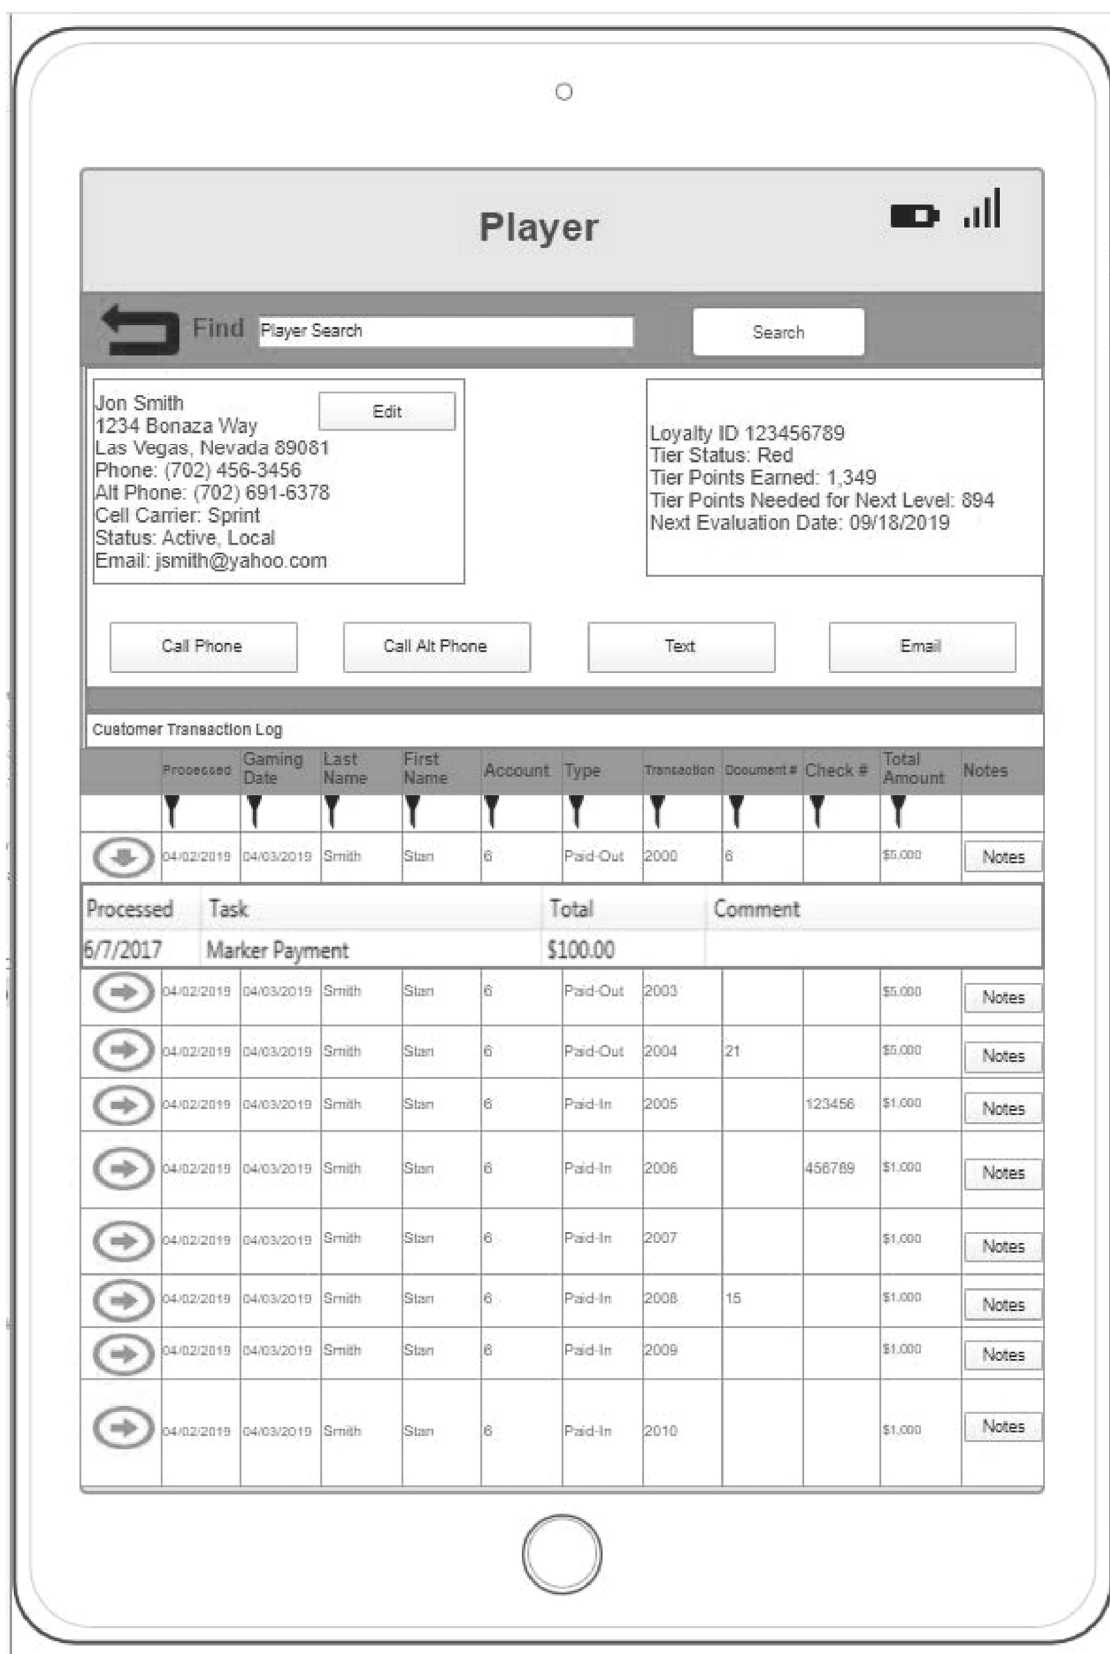 Player
Find Player Search Search
Jon Smith
Edit
1234 Bonaza Way
Las Vegas, Nevada 89081
Phone: (702) 456-3456
Alt Phone: (702) 691-6378
Cell Carrier: Sprint
Status: Active, Local
Email: jsmith@yahoo.com
Loyalty ID 123456789
Tier Status: Red
Tier Points Earned: 1,349
Tier Points Needed for Next Level: 894
Next Evaluation Date: 09/18/2019
Call Phone Call Alt Phone Text Email
Customer Transaction Log
Processed Gaming Date Last Name First Name Account Type Transaction Document # Check # Total Amount Notes
04/02/2019 04/03/2019 Smith Stan 6 Paid-Out 2000 6 $5,000 Notes
Processed Task Total Comment
6/7/2017 Marker Payment $100.00
04/02/2019 04/03/2019 Smith Stan 6 Paid-Out 2003 $5,000 Notes
04/02/2019 04/03/2019 Smith Stan 6 Paid-Out 2004 21 $5,000 Notes
04/02/2019 04/03/2019 Smith Stan 6 Paid-In 2005 123456 $1,000 Notes
04/02/2019 04/03/2019 Smith Stan 6 Paid-In 2006 456789 $1,000 Notes
04/02/2019 04/03/2019 Smith Stan 6 Paid-In 2007 $1,000 Notes
04/02/2019 04/03/2019 Smith Stan 6 Paid-In 2008 15 $1,000 Notes
04/02/2019 04/03/2019 Smith Stan 6 Paid-In 2009 $1,000 Notes
04/02/2019 04/03/2019 Smith Stan 6 Paid-In 2010 $1,000 Notes